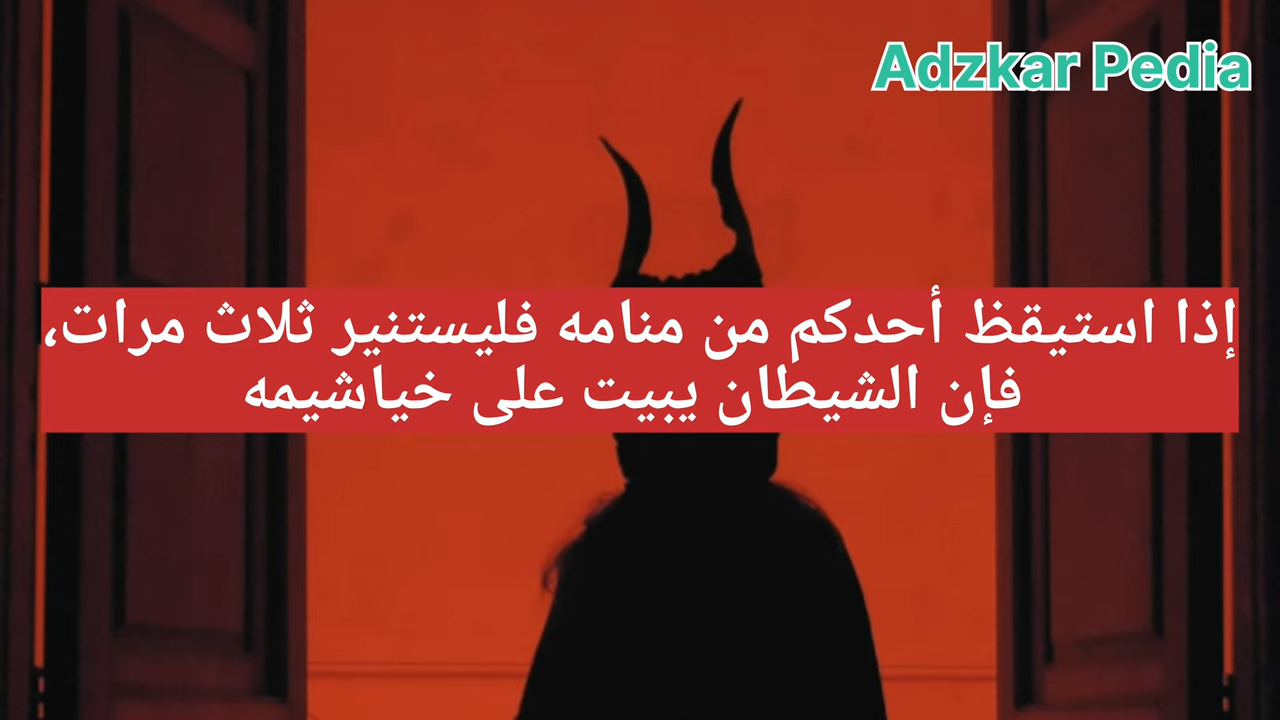 Adzkar Pedia
إذا استيقظ أحدكم من منامه فليستنير ثلاث مرات،
فإن الشيطان يبيت على خياشيمه